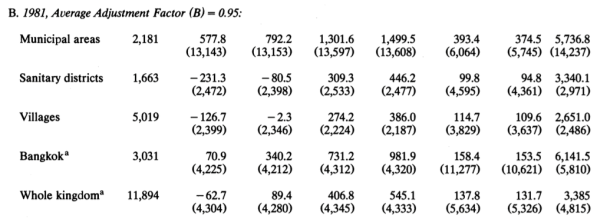 B. 1981, Average Adjustment Factor (B) = 0.95:
Municipal areas 2,181 577.8 792.2 1,301.6 1,499.5 393.4 374.5 5,736.8
(13,143) (13,153) (13,597) (13,608) (6,064) (5,745) (14,237)
Sanitary districts 1,663 −231.3 −80.5 309.3 446.2 99.8 94.8 3,340.1
(2,472) (2,398) (2,533) (2,477) (4,595) (4,361) (2,971)
Villages 5,019 −126.7 −2.3 274.2 386.0 114.7 109.6 2,651.0
(2,399) (2,346) (2,224) (2,187) (3,829) (3,637) (2,486)
Bangkokᵃ 3,031 70.9 340.2 731.2 981.9 158.4 153.5 6,141.5
(4,225) (4,212) (4,312) (4,320) (11,277) (10,621) (5,810)
Whole kingdomᵃ 11,894 −62.7 89.4 406.8 545.1 137.8 131.7 3,385
(4,304) (4,280) (4,345) (4,333) (5,634) (5,326) (4,815)